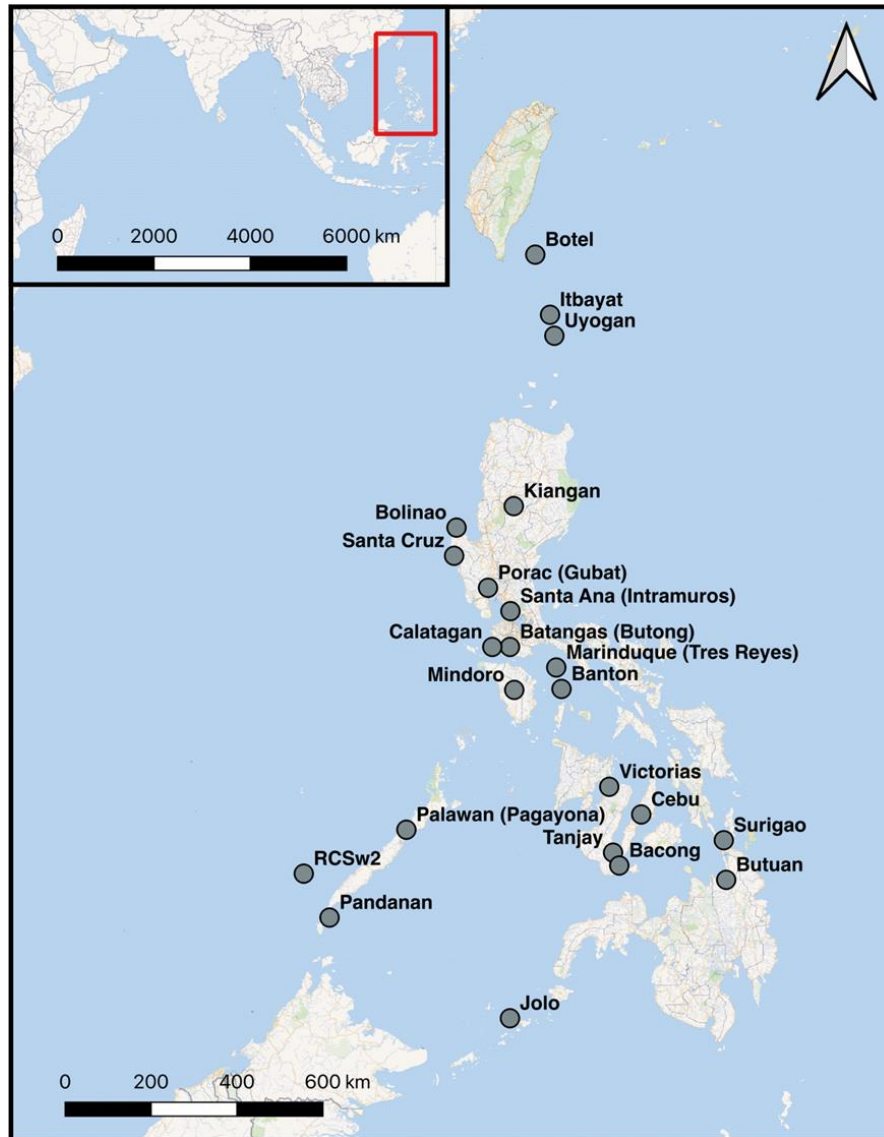 0 2000 4000 6000 km
Botel
Itbayat
Uyogan
Kiangan
Bolinao
Santa Cruz
Porac (Gubat)
Santa Ana (Intramuros)
Calatagan
Batangas (Butong)
Marinduque (Tres Reyes)
Mindoro
Banton
Victorias
Cebu
Palawan (Pagayona)
Tanjay
Surigao
Bacong
RCSw2
Butuan
Pandanan
Jolo
0 200 400 600 km